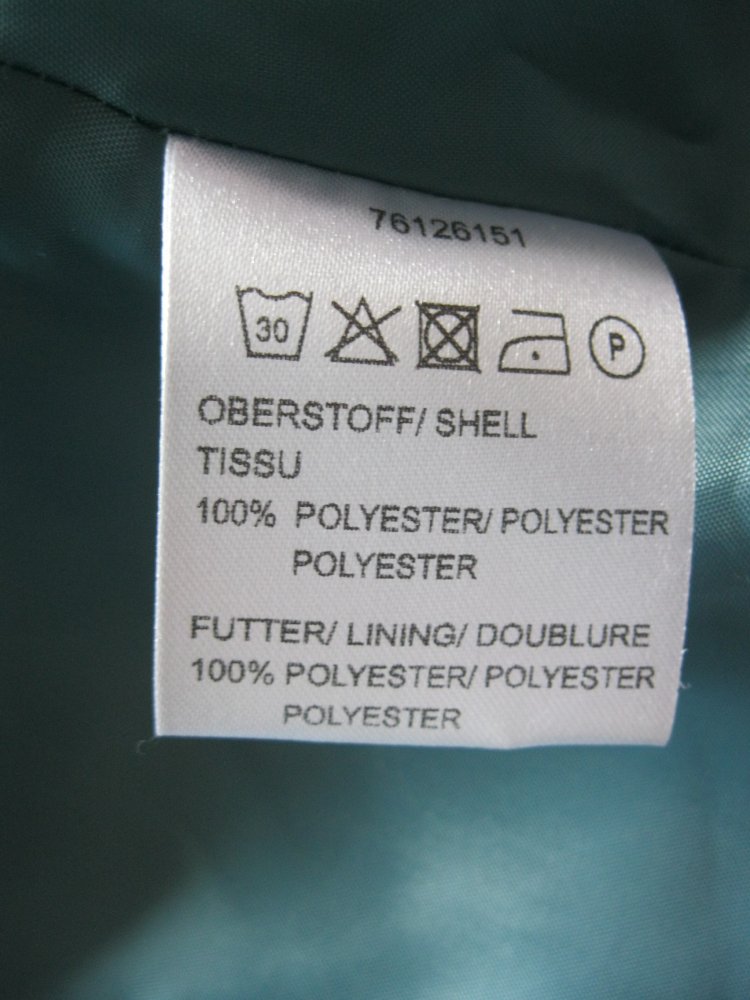 76126151
30 P
OBERSTOFF/ SHELL
TISSU
100% POLYESTER/ POLYESTER
POLYESTER
FUTTER/ LINING/ DOUBLURE
100% POLYESTER/ POLYESTER
POLYESTER